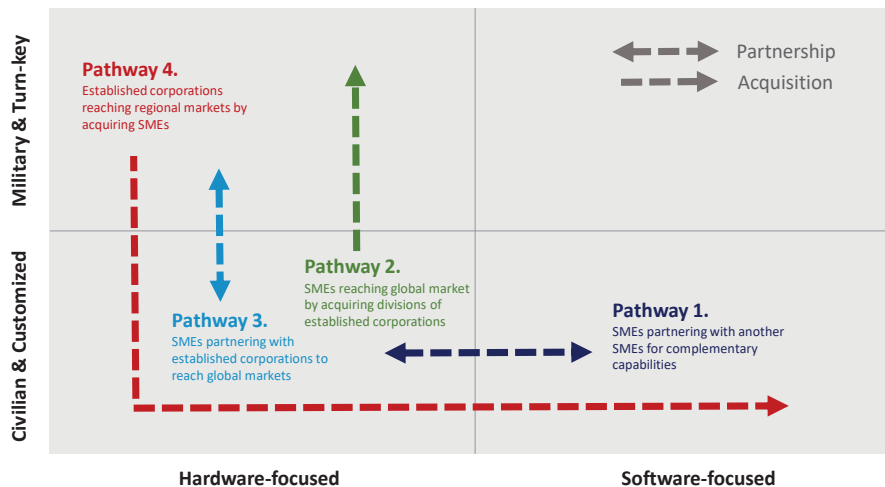 Military & Turn-key
Pathway 4.
Established corporations
reaching regional markets by
acquiring SMEs
Partnership
Acquisition
Civilian & Customized
Pathway 2.
SMEs reaching global market
by acquiring divisions of
established corporations
Pathway 3.
SMEs partnering with
established corporations to
reach global markets
Pathway 1.
SMEs partnering with another
SMEs for complementary
capabilities
Hardware-focused
Software-focused